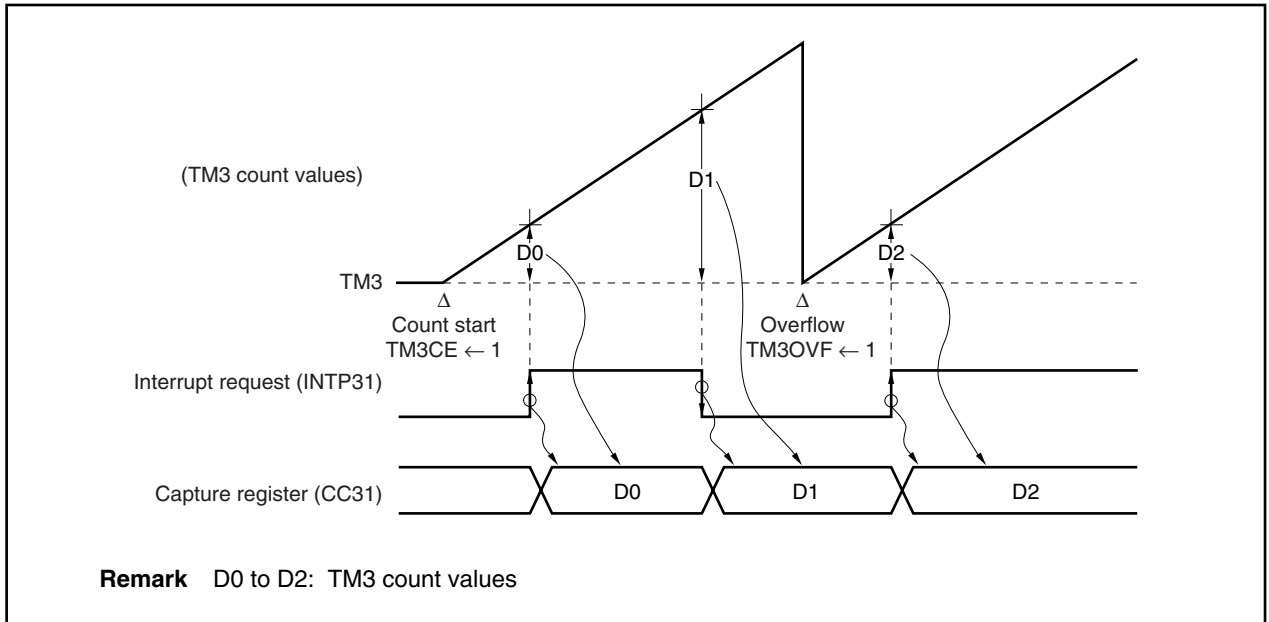 (TM3 count values)
D1
D0
D2
TM3
Δ
Δ
Count start
TM3CE ← 1
Overflow
TM3OVF ← 1
Interrupt request (INTP31)
Capture register (CC31)
D0
D1
D2
Remark D0 to D2: TM3 count values